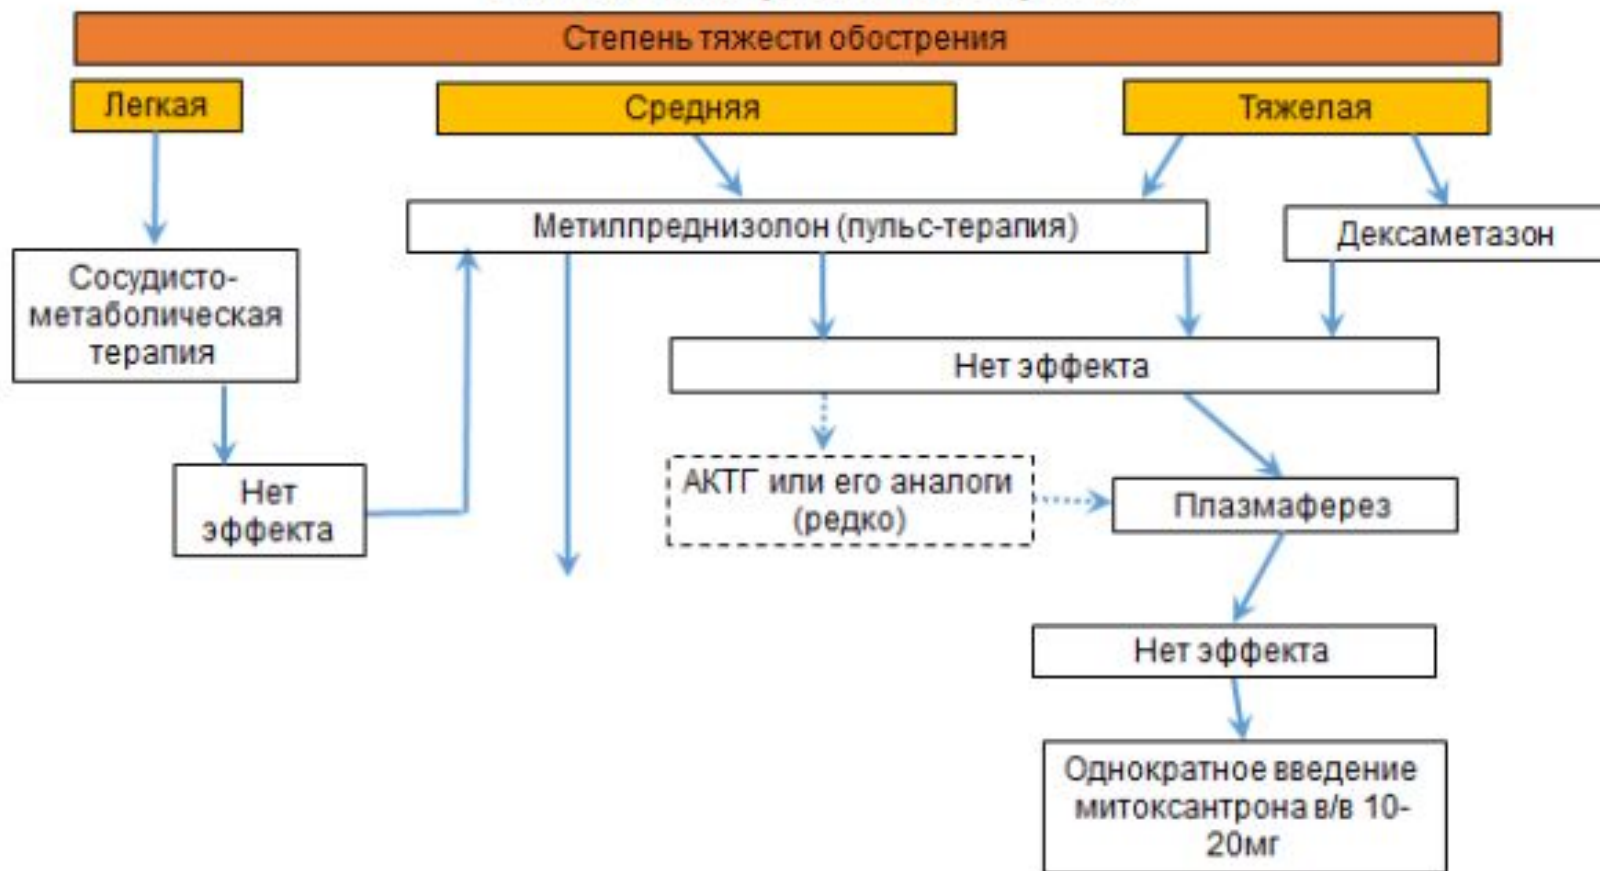 Степень тяжести обострения
Легкая
Средняя
Тяжелая
Метилпреднизолон (пульс-терапия)
Дексаметазон
Сосудисто-
метаболическая
терапия
Нет эффекта
Нет
эффекта
АКТГ или его аналоги
(редко)
Плазмаферез
Нет эффекта
Однократное введение
митоксантрона в/в 10-
20мг